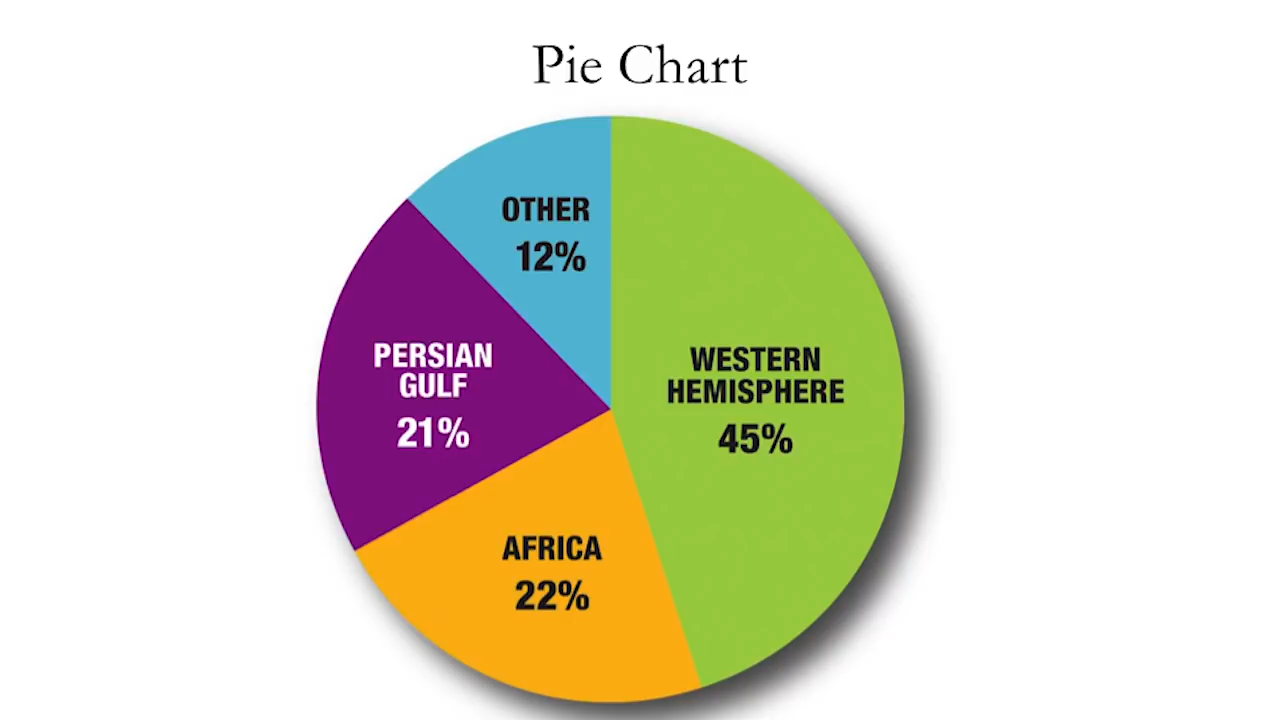 Pie Chart
OTHER
12%
PERSIAN
GULF
21%
WESTERN
HEMISPHERE
45%
AFRICA
22%